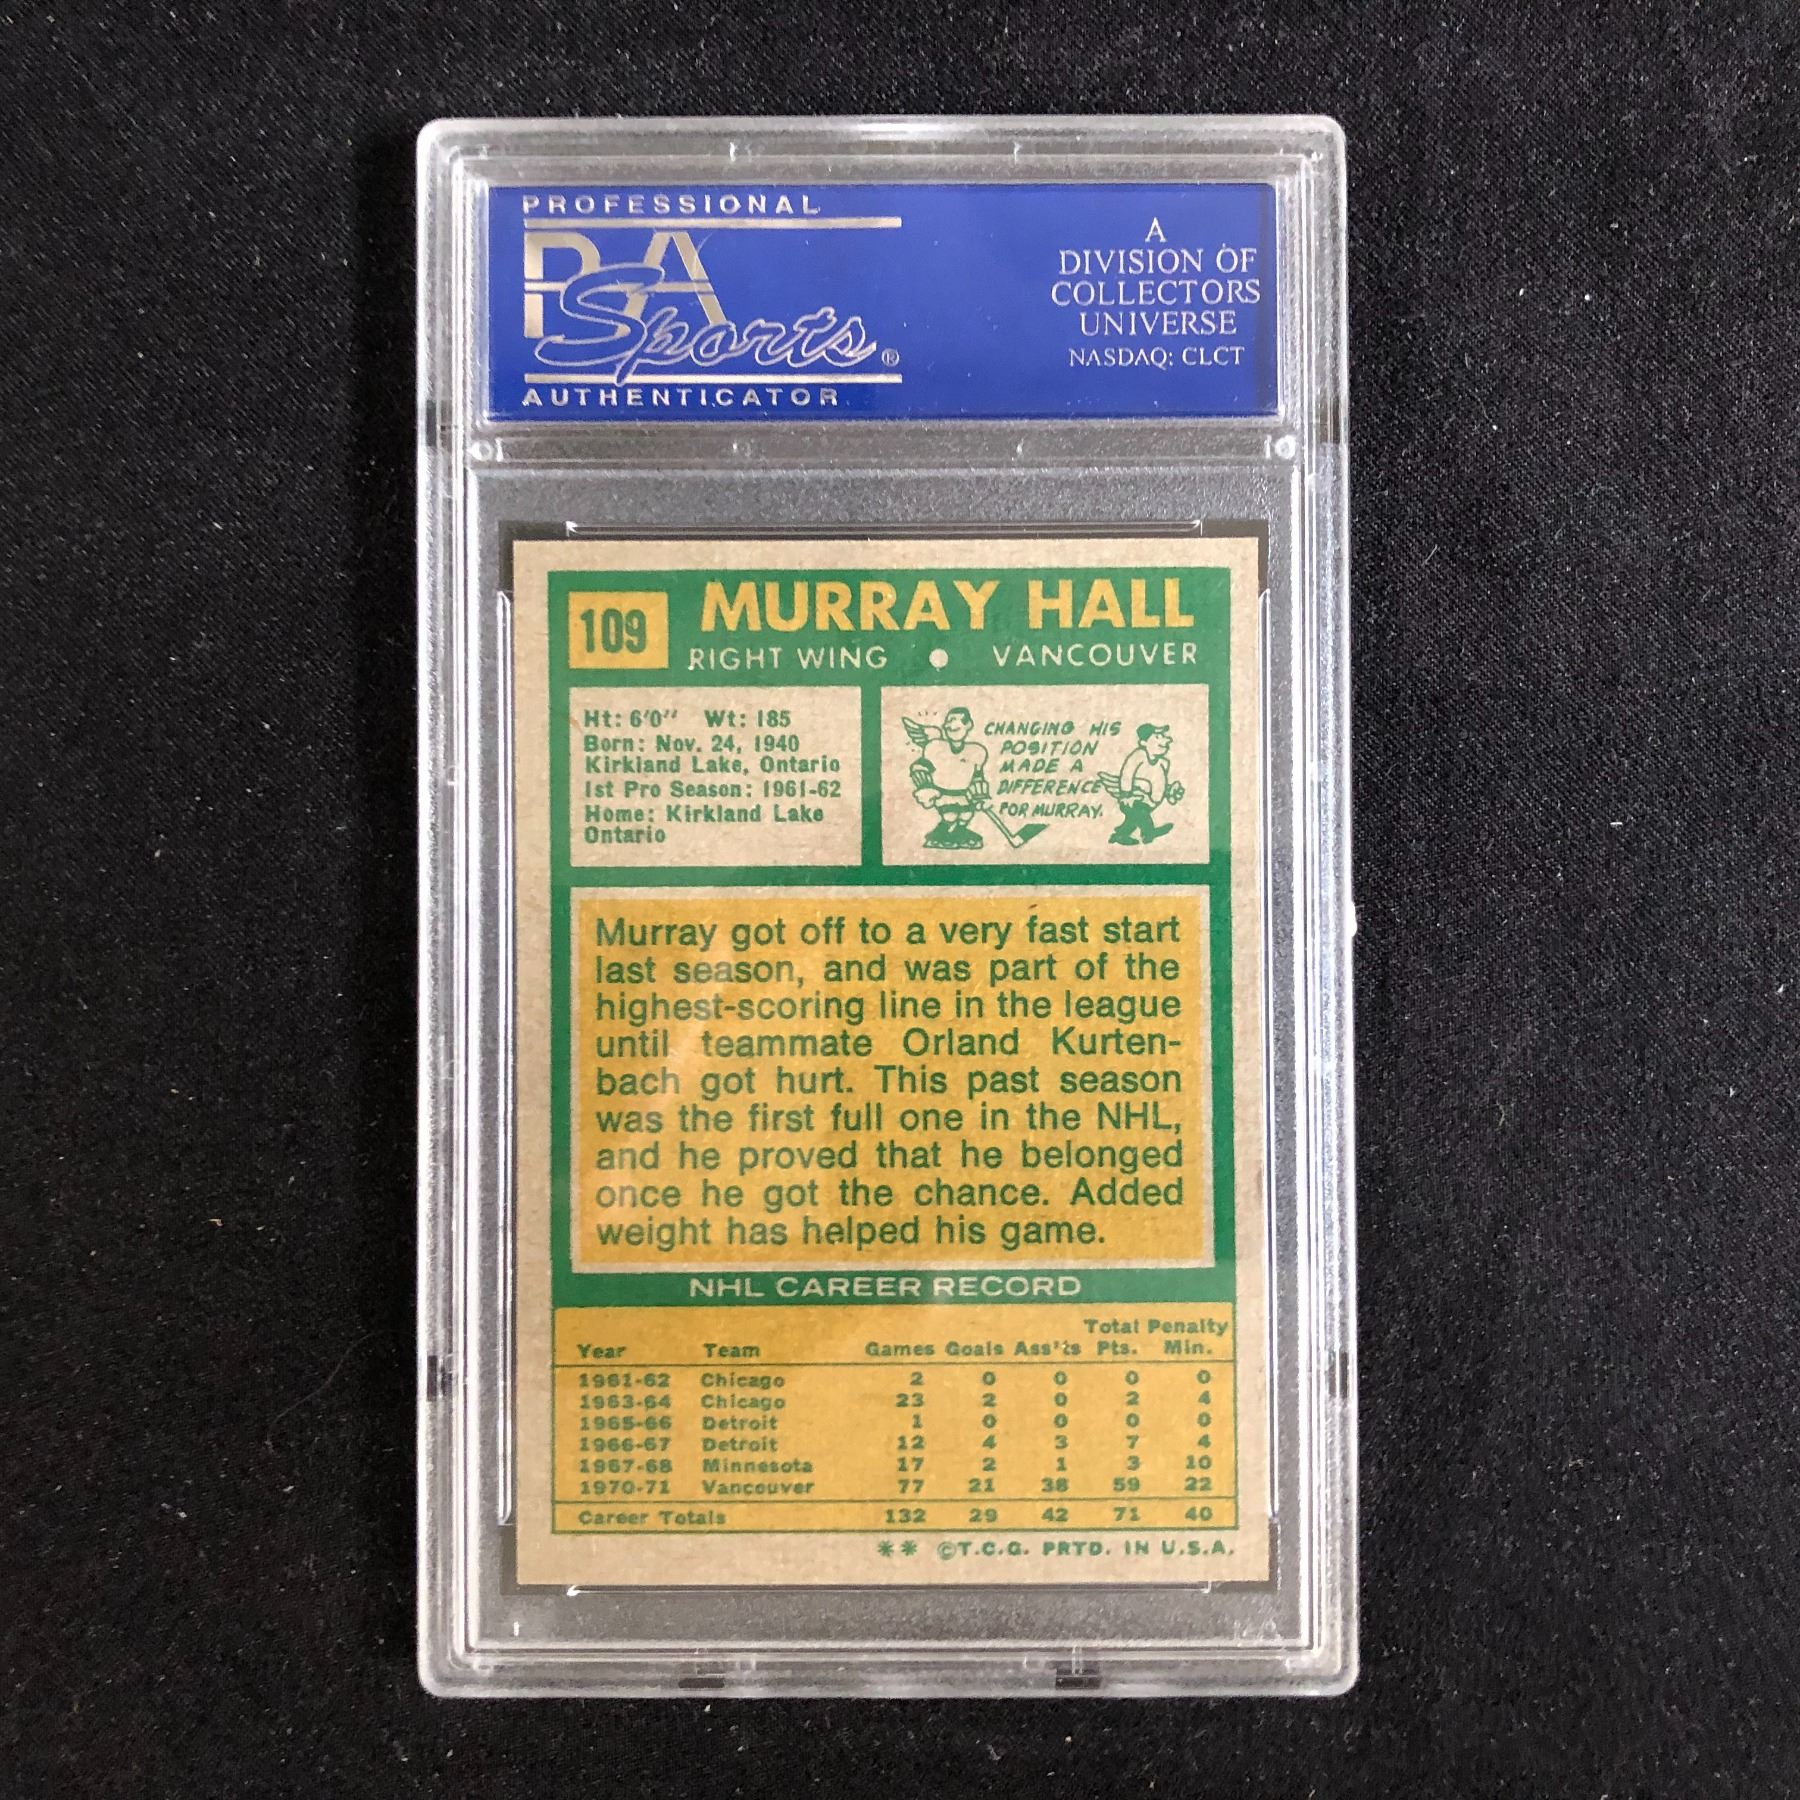 PROFESSIONAL
PSA
Sports®
AUTHENTICATOR
A
DIVISION OF
COLLECTORS
UNIVERSE
NASDAQ: CLCT
109
MURRAY HALL
RIGHT WING • VANCOUVER
Ht: 6'0" Wt: 185
Born: Nov. 24, 1940
Kirkland Lake, Ontario
1st Pro Season: 1961-62
Home: Kirkland Lake
Ontario
CHANGING HIS
POSITION
MADE A
DIFFERENCE
FOR MURRAY.
Murray got off to a very fast start
last season, and was part of the
highest-scoring line in the league
until teammate Orland Kurten-
bach got hurt. This past season
was the first full one in the NHL,
and he proved that he belonged
once he got the chance. Added
weight has helped his game.
NHL CAREER RECORD
Total Penalty
Year Team Games Goals Ass'ts Pts. Min.
1961-62 Chicago 2 0 0 0 0
1963-64 Chicago 23 2 0 2 4
1965-66 Detroit 1 0 0 0 0
1966-67 Detroit 12 4 3 7 4
1967-68 Minnesota 17 2 1 3 10
1970-71 Vancouver 77 21 38 59 22
Career Totals 132 29 42 71 40
** ©T.C.G. PRTD. IN U.S.A.